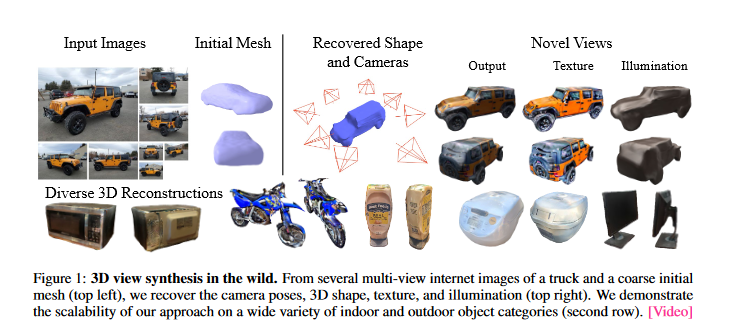 Input Images
Initial Mesh
Recovered Shape
and Cameras
Novel Views
Output
Texture
Illumination
Diverse 3D Reconstructions
Figure 1: 3D view synthesis in the wild. From several multi-view internet images of a truck and a coarse initial
mesh (top left), we recover the camera poses, 3D shape, texture, and illumination (top right). We demonstrate
the scalability of our approach on a wide variety of indoor and outdoor object categories (second row). [Video]